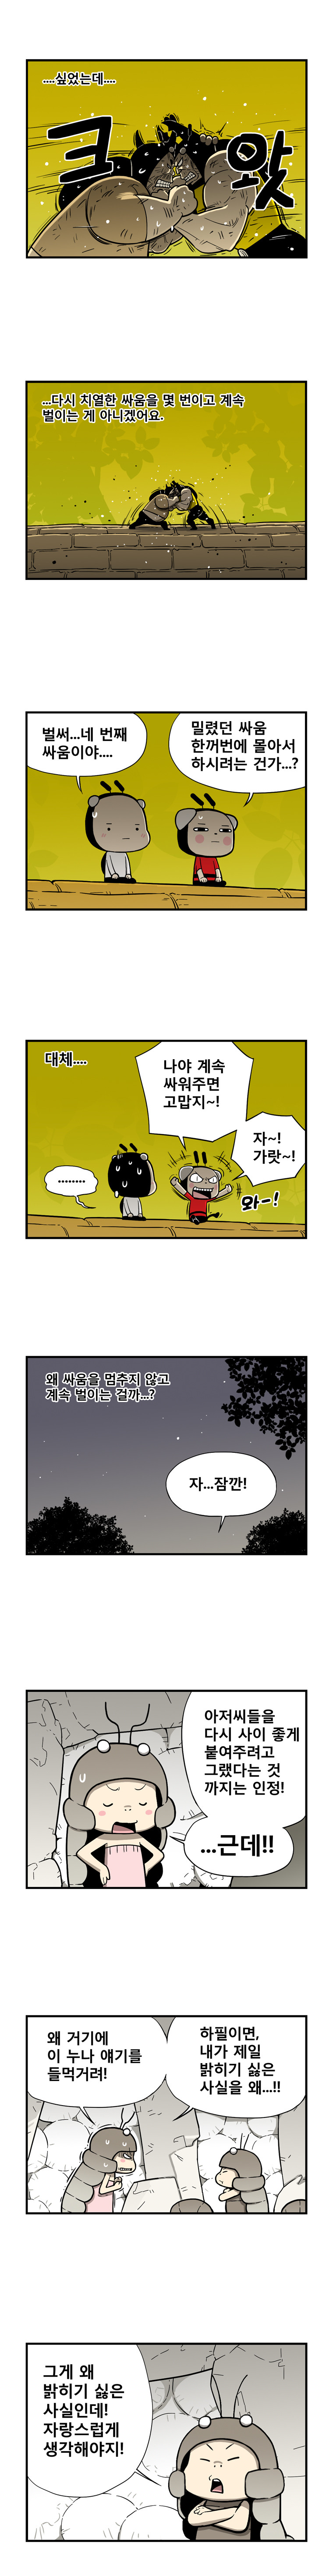 ....싶었는데....
크
왓
...다시 치열한 싸움을 몇 번이고 계속
벌이는 게 아니겠어요.
벌써...네 번째
싸움이야....
밀렸던 싸움
한꺼번에 몰아서
하시려는 건가...?
대체....
나야 계속
싸워주면
고맙지~!
자~!
가랏~!
........
와-!
왜 싸움을 멈추지 않고
계속 벌이는 걸까...?
자...잠깐!
아저씨들을
다시 사이 좋게
붙여주려고
그랬다는 것
까지는 인정!
...근데!!
왜 거기에
이 누나 얘기를
들먹거려!
하필이면,
내가 제일
밝히기 싫은
사실을 왜...!!
그게 왜
밝히기 싫은
사실인데!
자랑스럽게
생각해야지!